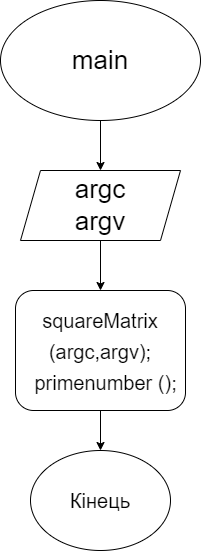 main
argc
argv
squareMatrix
(argc,argv);
primenumber ();
Кінець